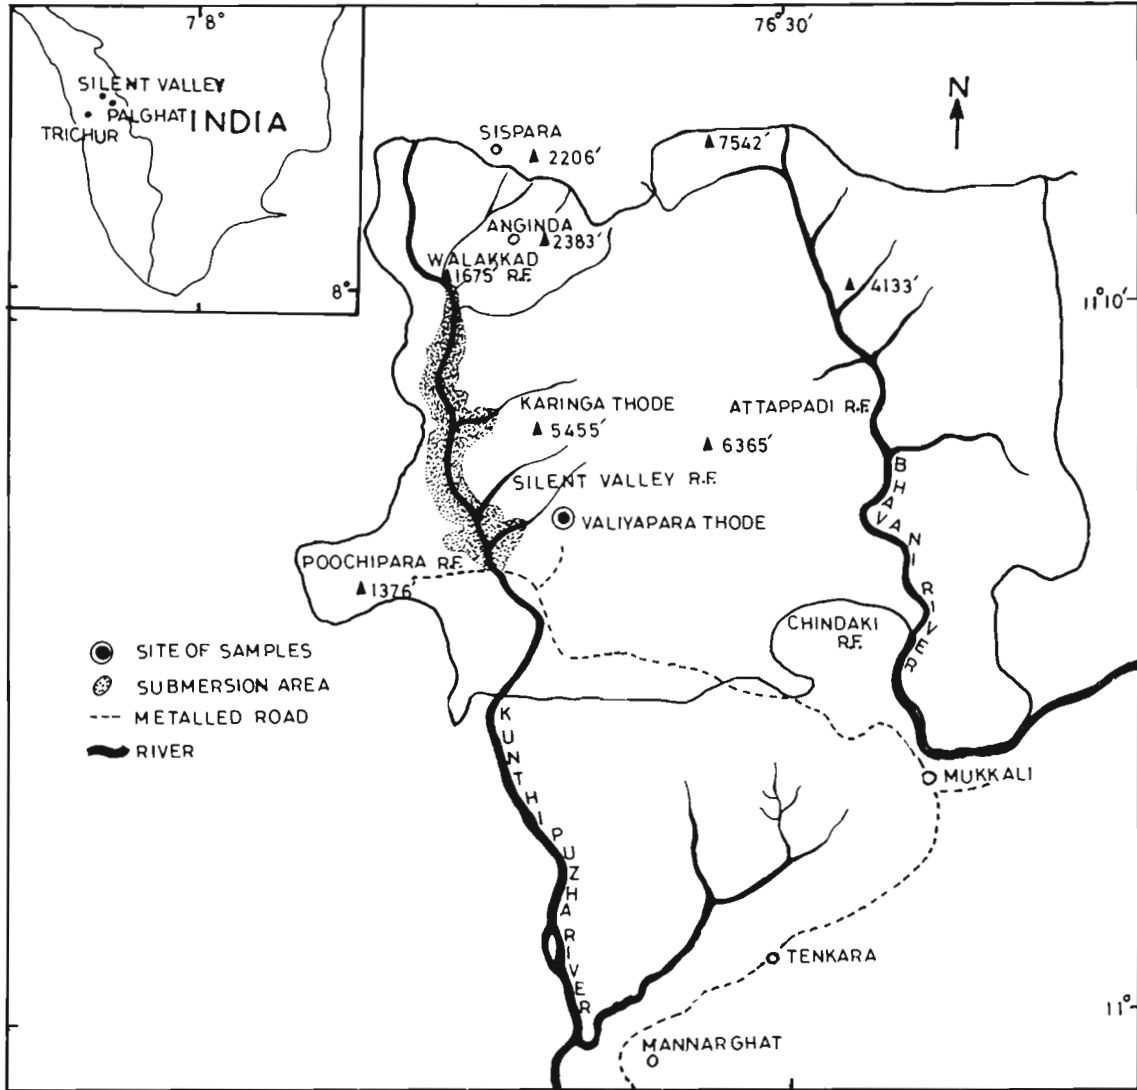 7'8°
76°30'
SILENT VALLEY
PALGHAT
INDIA
TRICHUR
8°
N
SISPARA
2206'
7542'
ANGINDA
2383'
WALAKKAD
R.F.
1675'
4133'
11°10'
KARINGA THODE
5455'
ATTAPPADI R.F.
6365'
SILENT VALLEY R.F.
VALIYAPARA THODE
BHAVANI RIVER
POOCHIPARA R.F.
1376'
CHINDAKI
R.F.
SITE OF SAMPLES
SUBMERSION AREA
METALLED ROAD
RIVER
KUNTHIPUZHA RIVER
MUKKALI
TENKARA
11°
MANNARGHAT